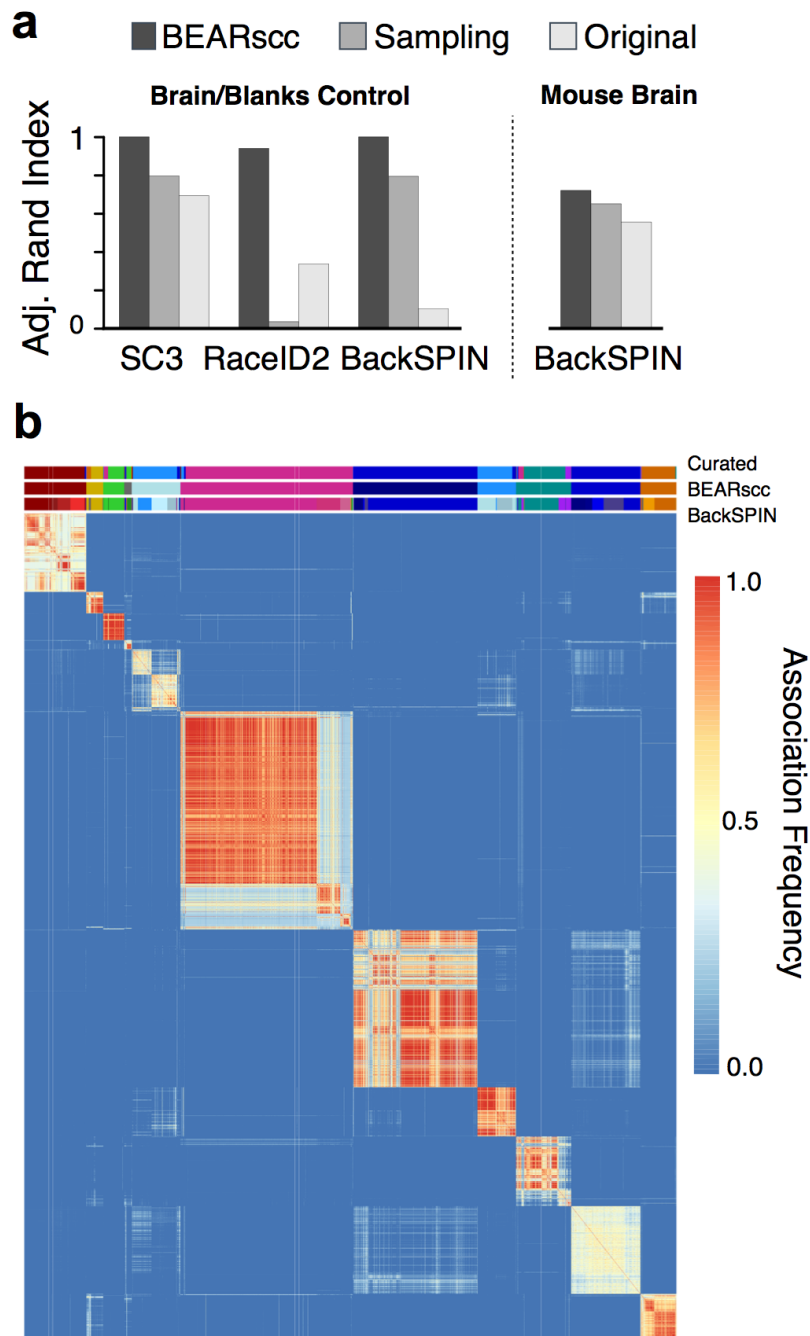 a
BEARscc Sampling Original
Brain/Blanks Control Mouse Brain
Adj. Rand Index
1
0
SC3 RaceID2 BackSPIN BackSPIN
b
Curated
BEARscc
BackSPIN
1.0
0.5
0.0
Association Frequency